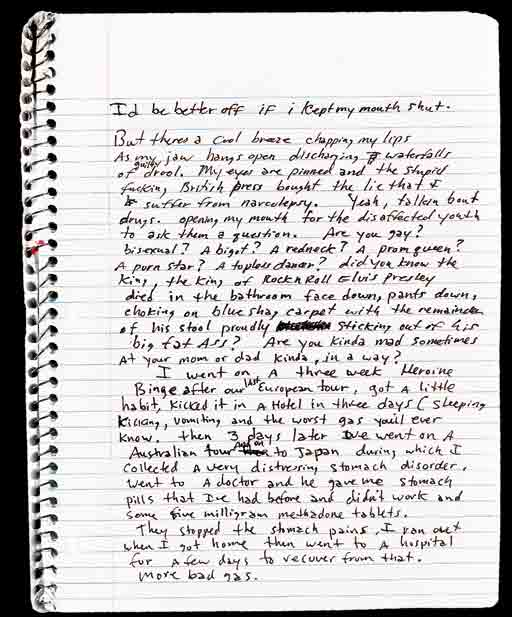 I'd be better off if i kept my mouth shut.
But theres a cool breeze chapping my lips
As my guilty jaw hangs open discharging waterfalls
of drool. My eyes are pinned and the stupid
fucking British press bought the lie that I
suffer from narcolepsy. Yeah, talken bout
drugs. opening my mouth for the disaffected youth
to ask them a question. Are you gay?
bisexual? A bigot? A redneck? A prom queen?
A porn star? A topless dancer? did you know the
King, the king of Rock n Roll Elvis Presley
died in the bathroom face down, pants down,
choking on blue shag carpet with the remainder
of his stool proudly sticking out of his
big fat Ass? Are you kinda mad sometimes
at your mom or dad kinda, in a way?
I went on A three week Heroine
Binge after our last European tour, got A little
habit, kicked it in A Hotel in three days (sleeping
kicking, vomiting and the worst gas you'll ever
know. then 3 days later We went on A
Australian tour and on to Japan during which I
collected A very distressing stomach disorder.
went to A doctor and he gave me stomach
pills that I've had before and didn't work and
some five milligram methadone tablets.
They stopped the stomach pains, I ran out
when I got home then went to A hospital
for A few days to recover from that.
more bad gas.